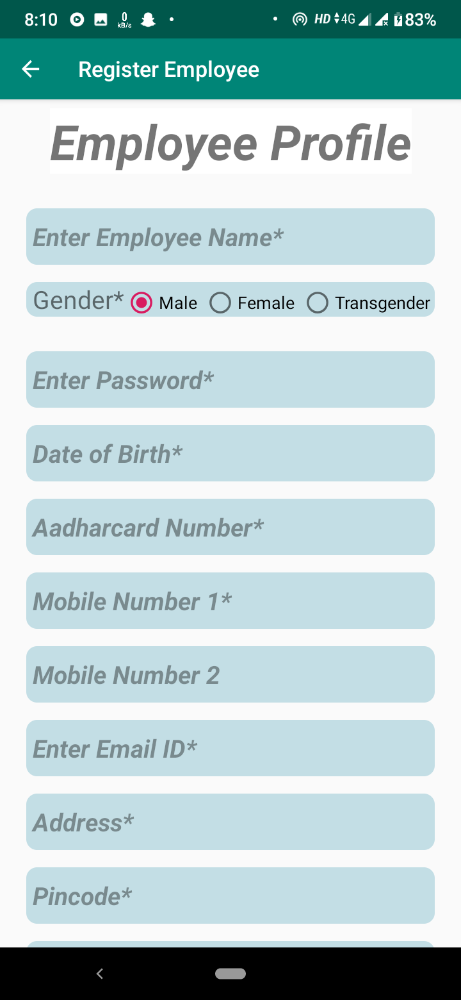 8:10 0 kB/s HD 4G 83%
Register Employee
Employee Profile
Enter Employee Name*
Gender* Male Female Transgender
Enter Password*
Date of Birth*
Aadharcard Number*
Mobile Number 1*
Mobile Number 2
Enter Email ID*
Address*
Pincode*